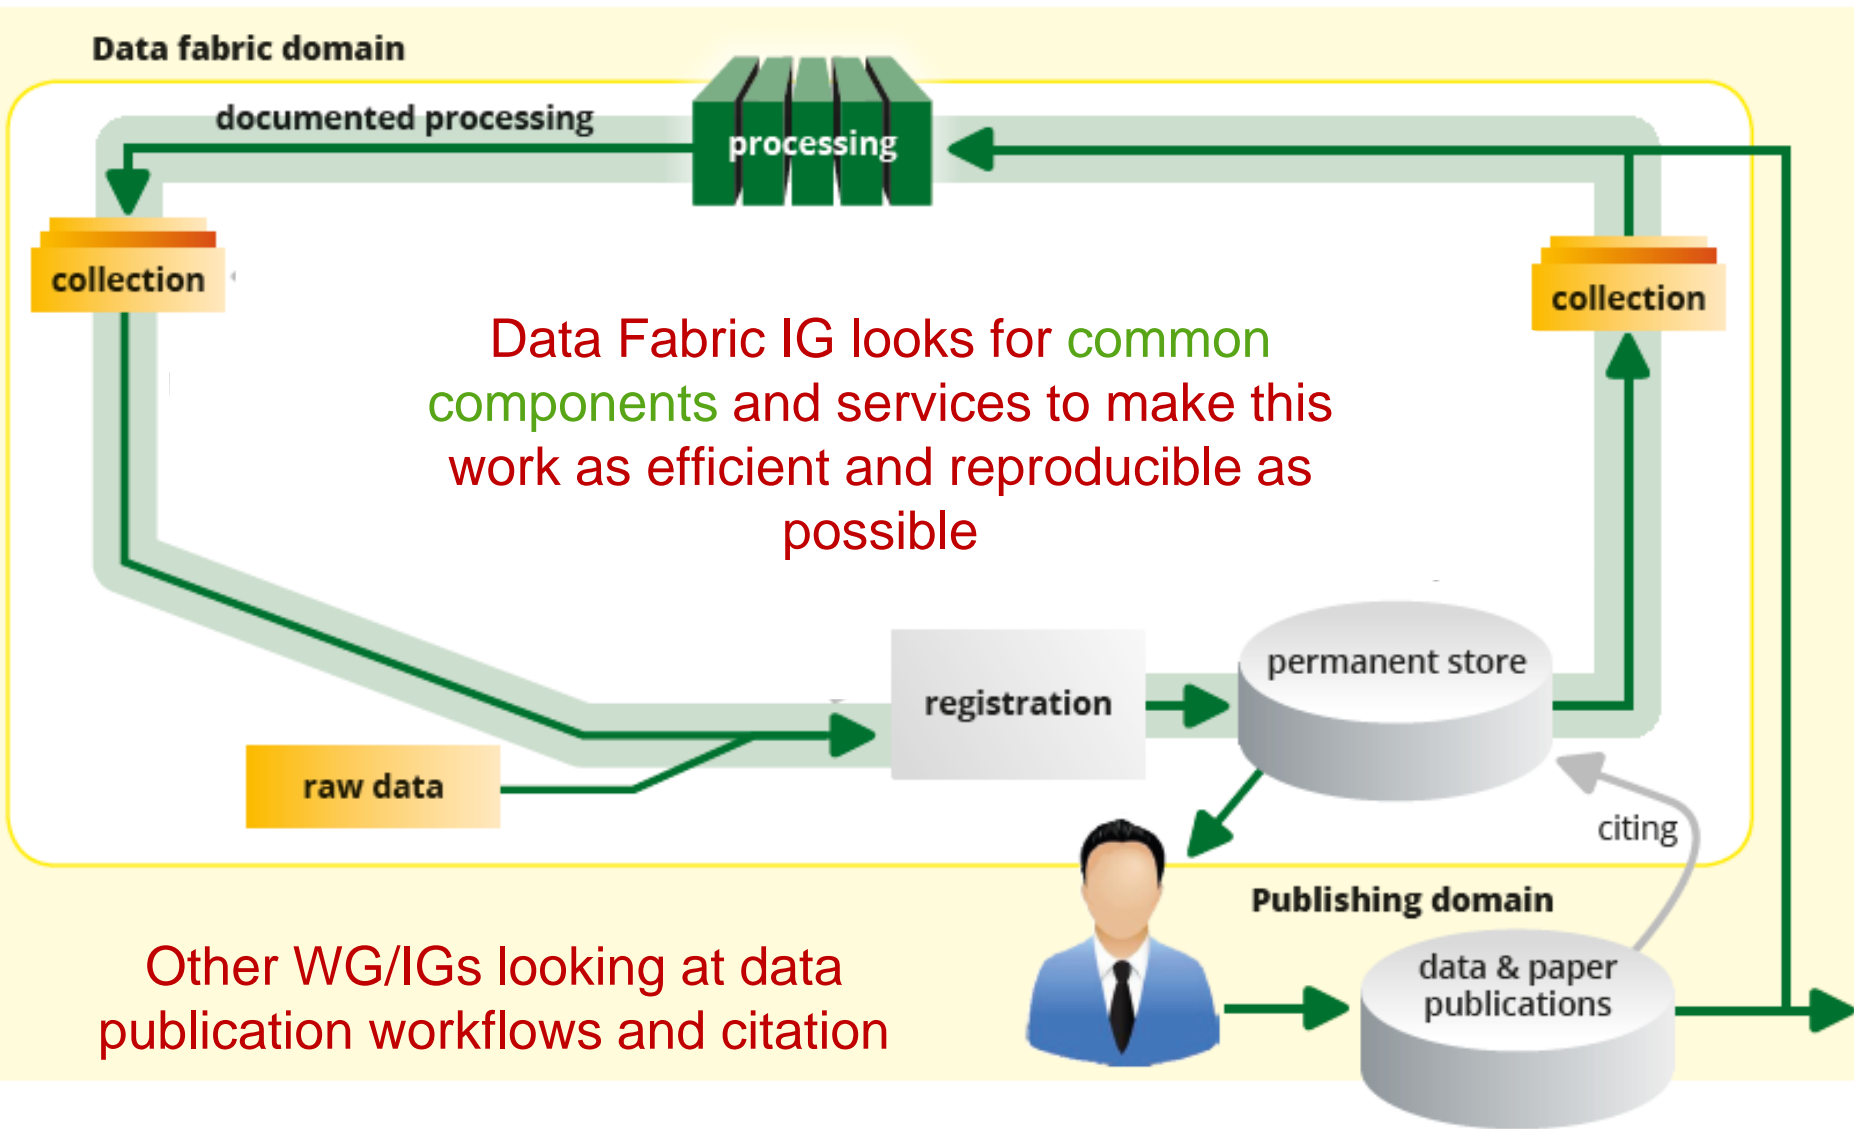 Data fabric domain
documented processing
processing
collection
collection
Data Fabric IG looks for common
components and services to make this
work as efficient and reproducible as
possible
permanent store
registration
raw data
citing
Publishing domain
Other WG/IGs looking at data
publication workflows and citation
data & paper
publications